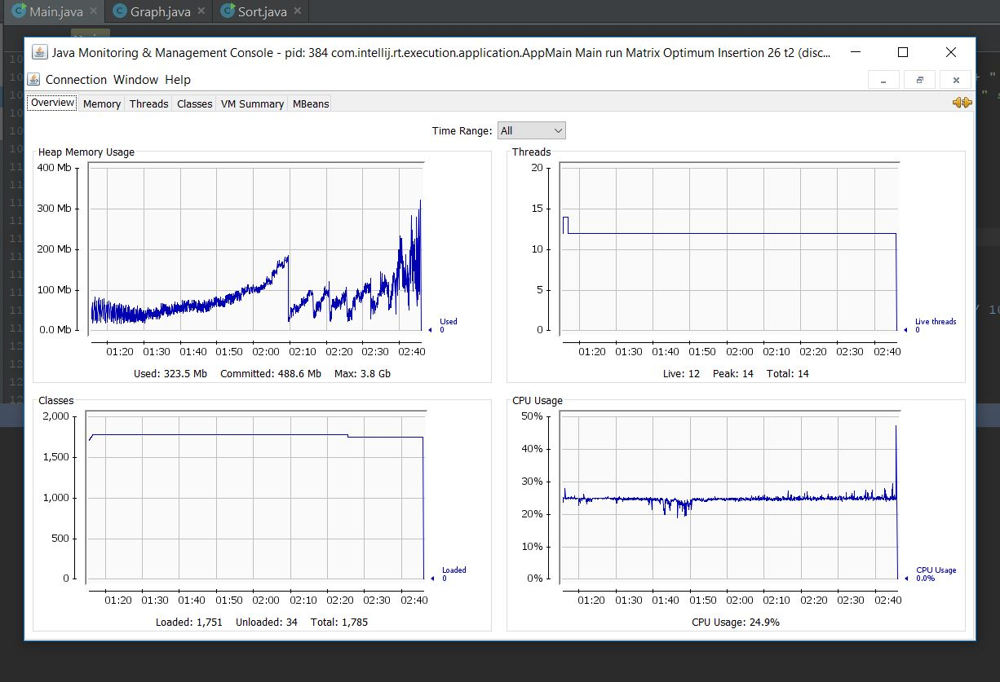 Main.java Graph.java Sort.java
Java Monitoring & Management Console - pid: 384 com.intellij.rt.execution.application.AppMain Main run Matrix Optimum Insertion 26 t2 (disc...
Connection Window Help
Overview Memory Threads Classes VM Summary MBeans
Time Range: All
Heap Memory Usage
400 Mb
300 Mb
200 Mb
100 Mb
0.0 Mb
Used
0
01:20 01:30 01:40 01:50 02:00 02:10 02:20 02:30 02:40
Used: 323.5 Mb Committed: 488.6 Mb Max: 3.8 Gb
Threads
20
15
10
5
0
Live threads
0
01:20 01:30 01:40 01:50 02:00 02:10 02:20 02:30 02:40
Live: 12 Peak: 14 Total: 14
Classes
2,000
1,500
1,000
500
0
Loaded
0
01:20 01:30 01:40 01:50 02:00 02:10 02:20 02:30 02:40
Loaded: 1,751 Unloaded: 34 Total: 1,785
CPU Usage
50%
40%
30%
20%
10%
0%
CPU Usage
0.0%
01:20 01:30 01:40 01:50 02:00 02:10 02:20 02:30 02:40
CPU Usage: 24.9%